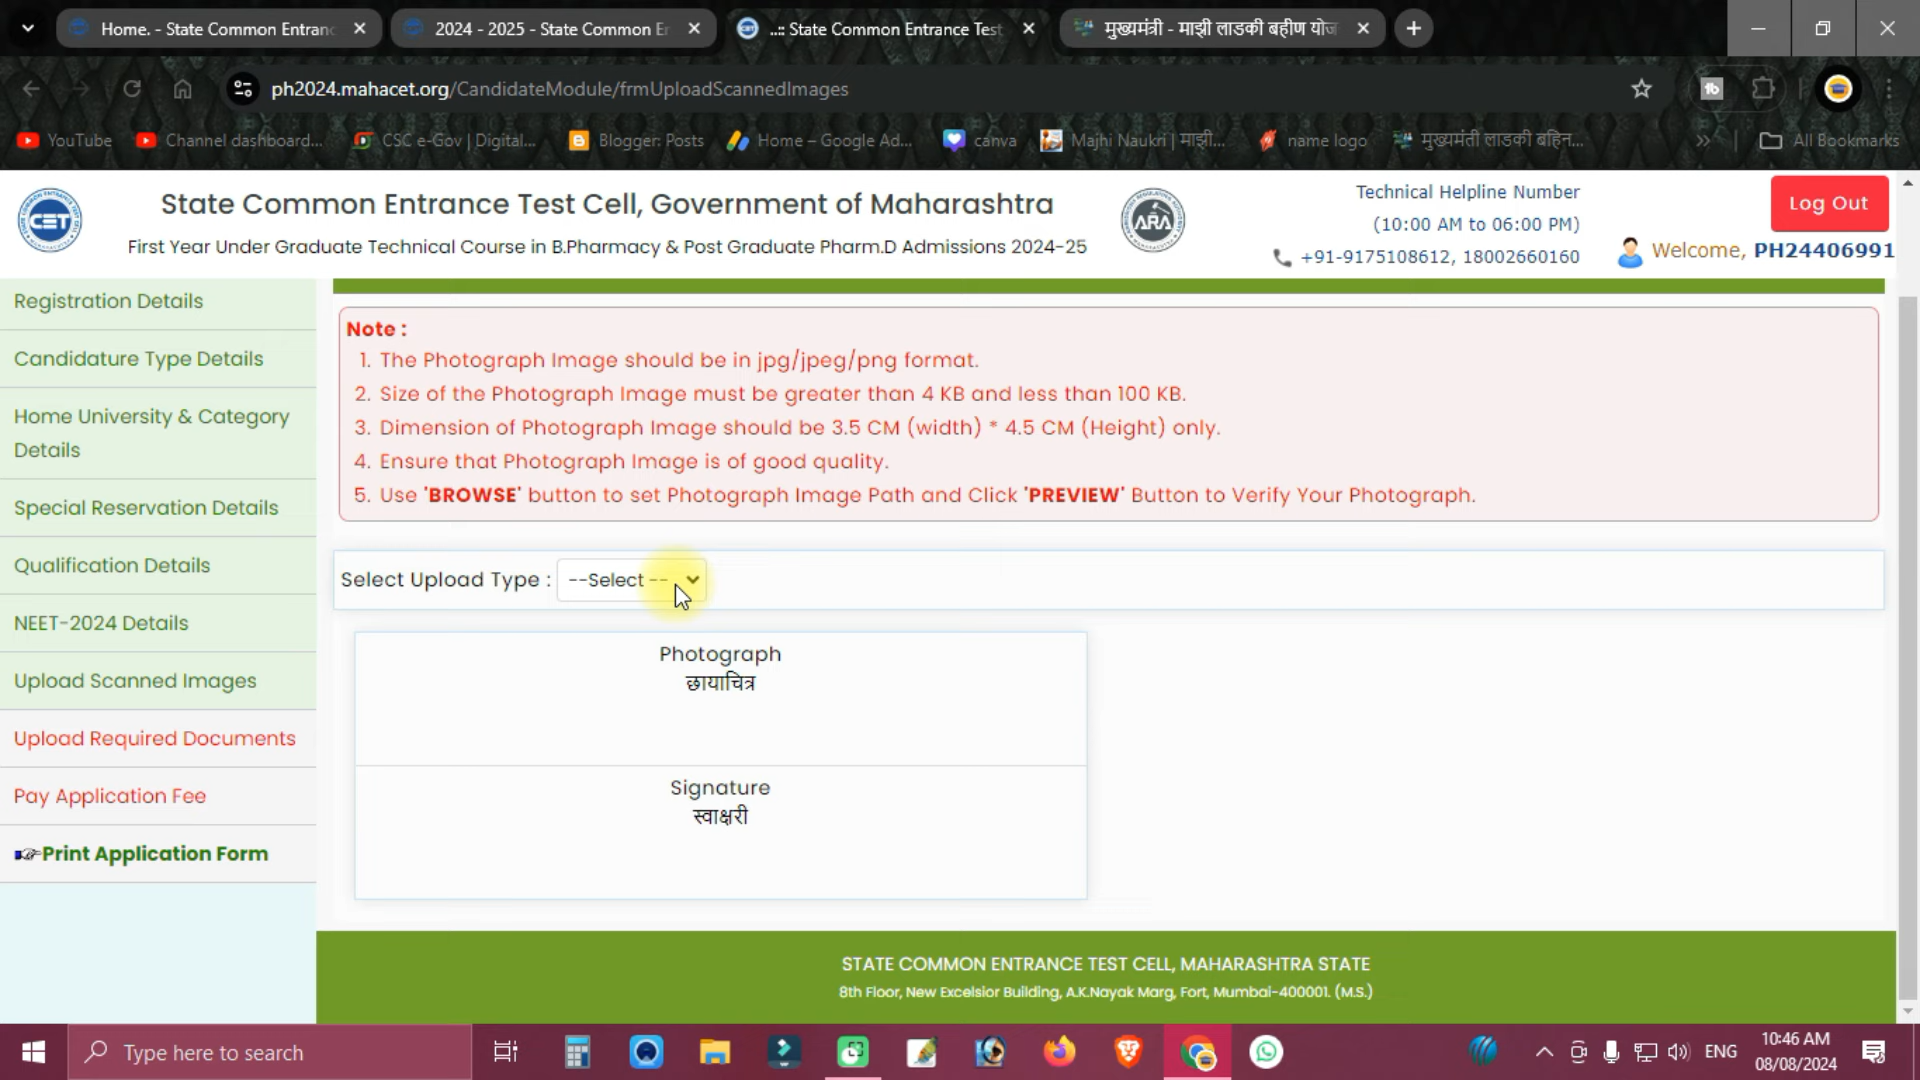 Home. - State Common Entranc
2024 - 2025 - State Common Er
..:: State Common Entrance Test
मुख्यमंत्री - माझी लाडकी बहीण योज
ph2024.mahacet.org/CandidateModule/frmUploadScannedImages
YouTube
Channel dashboard...
CSC e-Gov | Digital...
Blogger: Posts
Home – Google Ad...
canva
Majhi Naukri | माझी...
name logo
मुख्यमंती लाडकी बहिन...
All Bookmarks
CET
State Common Entrance Test Cell, Government of Maharashtra
First Year Under Graduate Technical Course in B.Pharmacy & Post Graduate Pharm.D Admissions 2024-25
ARA
Technical Helpline Number
(10:00 AM to 06:00 PM)
+91-9175108612, 18002660160
Log Out
Welcome, PH24406991
Registration Details
Candidature Type Details
Home University & Category
Details
Special Reservation Details
Qualification Details
NEET-2024 Details
Upload Scanned Images
Upload Required Documents
Pay Application Fee
Print Application Form
Note :
1. The Photograph Image should be in jpg/jpeg/png format.
2. Size of the Photograph Image must be greater than 4 KB and less than 100 KB.
3. Dimension of Photograph Image should be 3.5 CM (width) * 4.5 CM (Height) only.
4. Ensure that Photograph Image is of good quality.
5. Use 'BROWSE' button to set Photograph Image Path and Click 'PREVIEW' Button to Verify Your Photograph.
Select Upload Type : --Select --
Photograph
छायाचित्र
Signature
स्वाक्षरी
STATE COMMON ENTRANCE TEST CELL, MAHARASHTRA STATE
8th Floor, New Excelsior Building, A.K.Nayak Marg, Fort, Mumbai-400001. (M.S.)
Type here to search
ENG
10:46 AM
08/08/2024